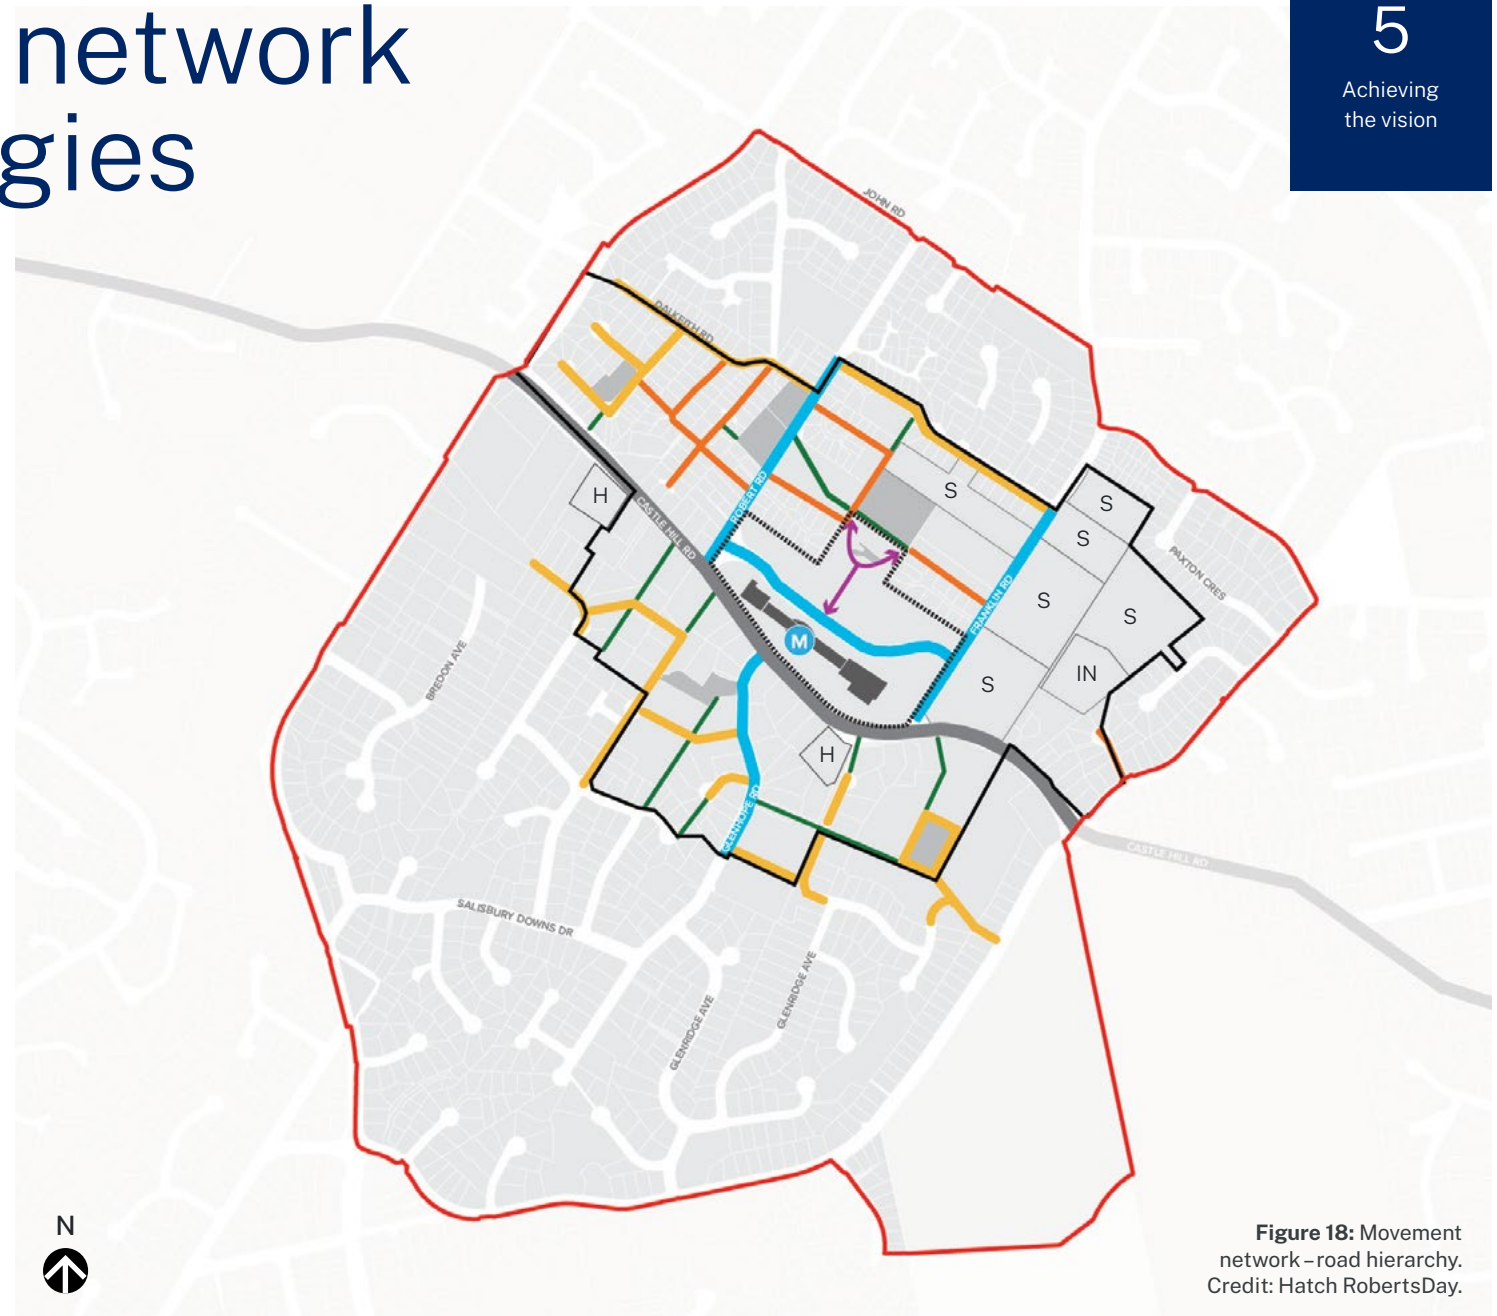 network
gies
5
Achieving
the vision
JOHN RD
DALKEITH RD
ROBERT RD
CASTLE HILL RD
H
S
S
S
S
S
S
IN
PAXTON CRES
FRANKLIN RD
M
H
BREDON AVE
GLENHOPE RD
CASTLE HILL RD
SALISBURY DOWNS DR
GLENRIDGE AVE
GLENRIDGE AVE
N
Figure 18: Movement
network – road hierarchy.
Credit: Hatch RobertsDay.